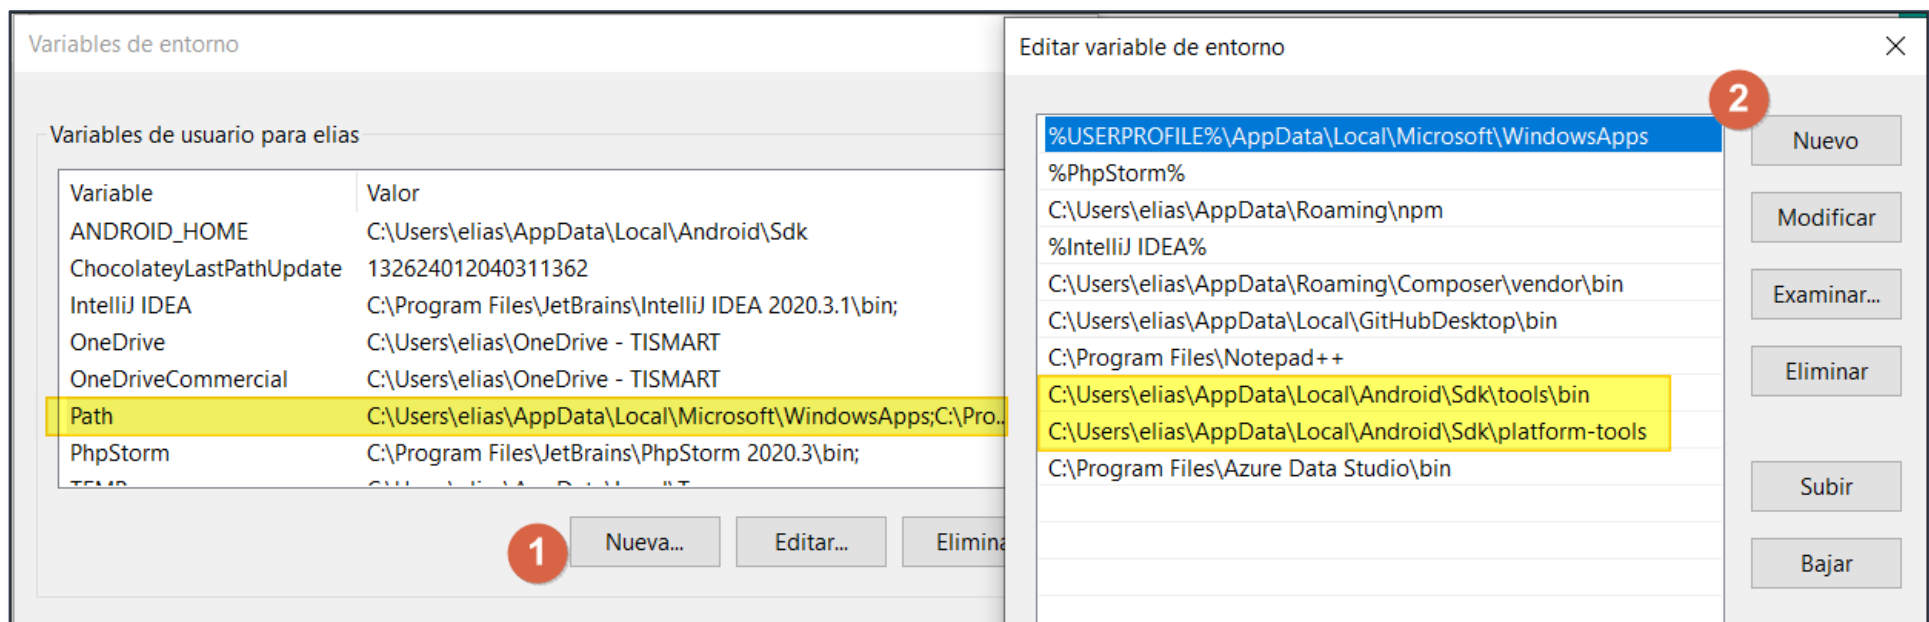 Variables de entorno
Variables de usuario para elias
Variable Valor
ANDROID_HOME C:\Users\elias\AppData\Local\Android\Sdk
ChocolateyLastPathUpdate 132624012040311362
IntelliJ IDEA C:\Program Files\JetBrains\IntelliJ IDEA 2020.3.1\bin;
OneDrive C:\Users\elias\OneDrive - TISMART
OneDriveCommercial C:\Users\elias\OneDrive - TISMART
Path C:\Users\elias\AppData\Local\Microsoft\WindowsApps;C:\Pro...
PhpStorm C:\Program Files\JetBrains\PhpStorm 2020.3\bin;
1
Nueva... Editar...
Editar variable de entorno
2
%USERPROFILE%\AppData\Local\Microsoft\WindowsApps
%PhpStorm%
C:\Users\elias\AppData\Roaming\npm
%IntelliJ IDEA%
C:\Users\elias\AppData\Roaming\Composer\vendor\bin
C:\Users\elias\AppData\Local\GitHubDesktop\bin
C:\Program Files\Notepad++
C:\Users\elias\AppData\Local\Android\Sdk\tools\bin
C:\Users\elias\AppData\Local\Android\Sdk\platform-tools
C:\Program Files\Azure Data Studio\bin
Nuevo
Modificar
Examinar...
Eliminar
Subir
Bajar